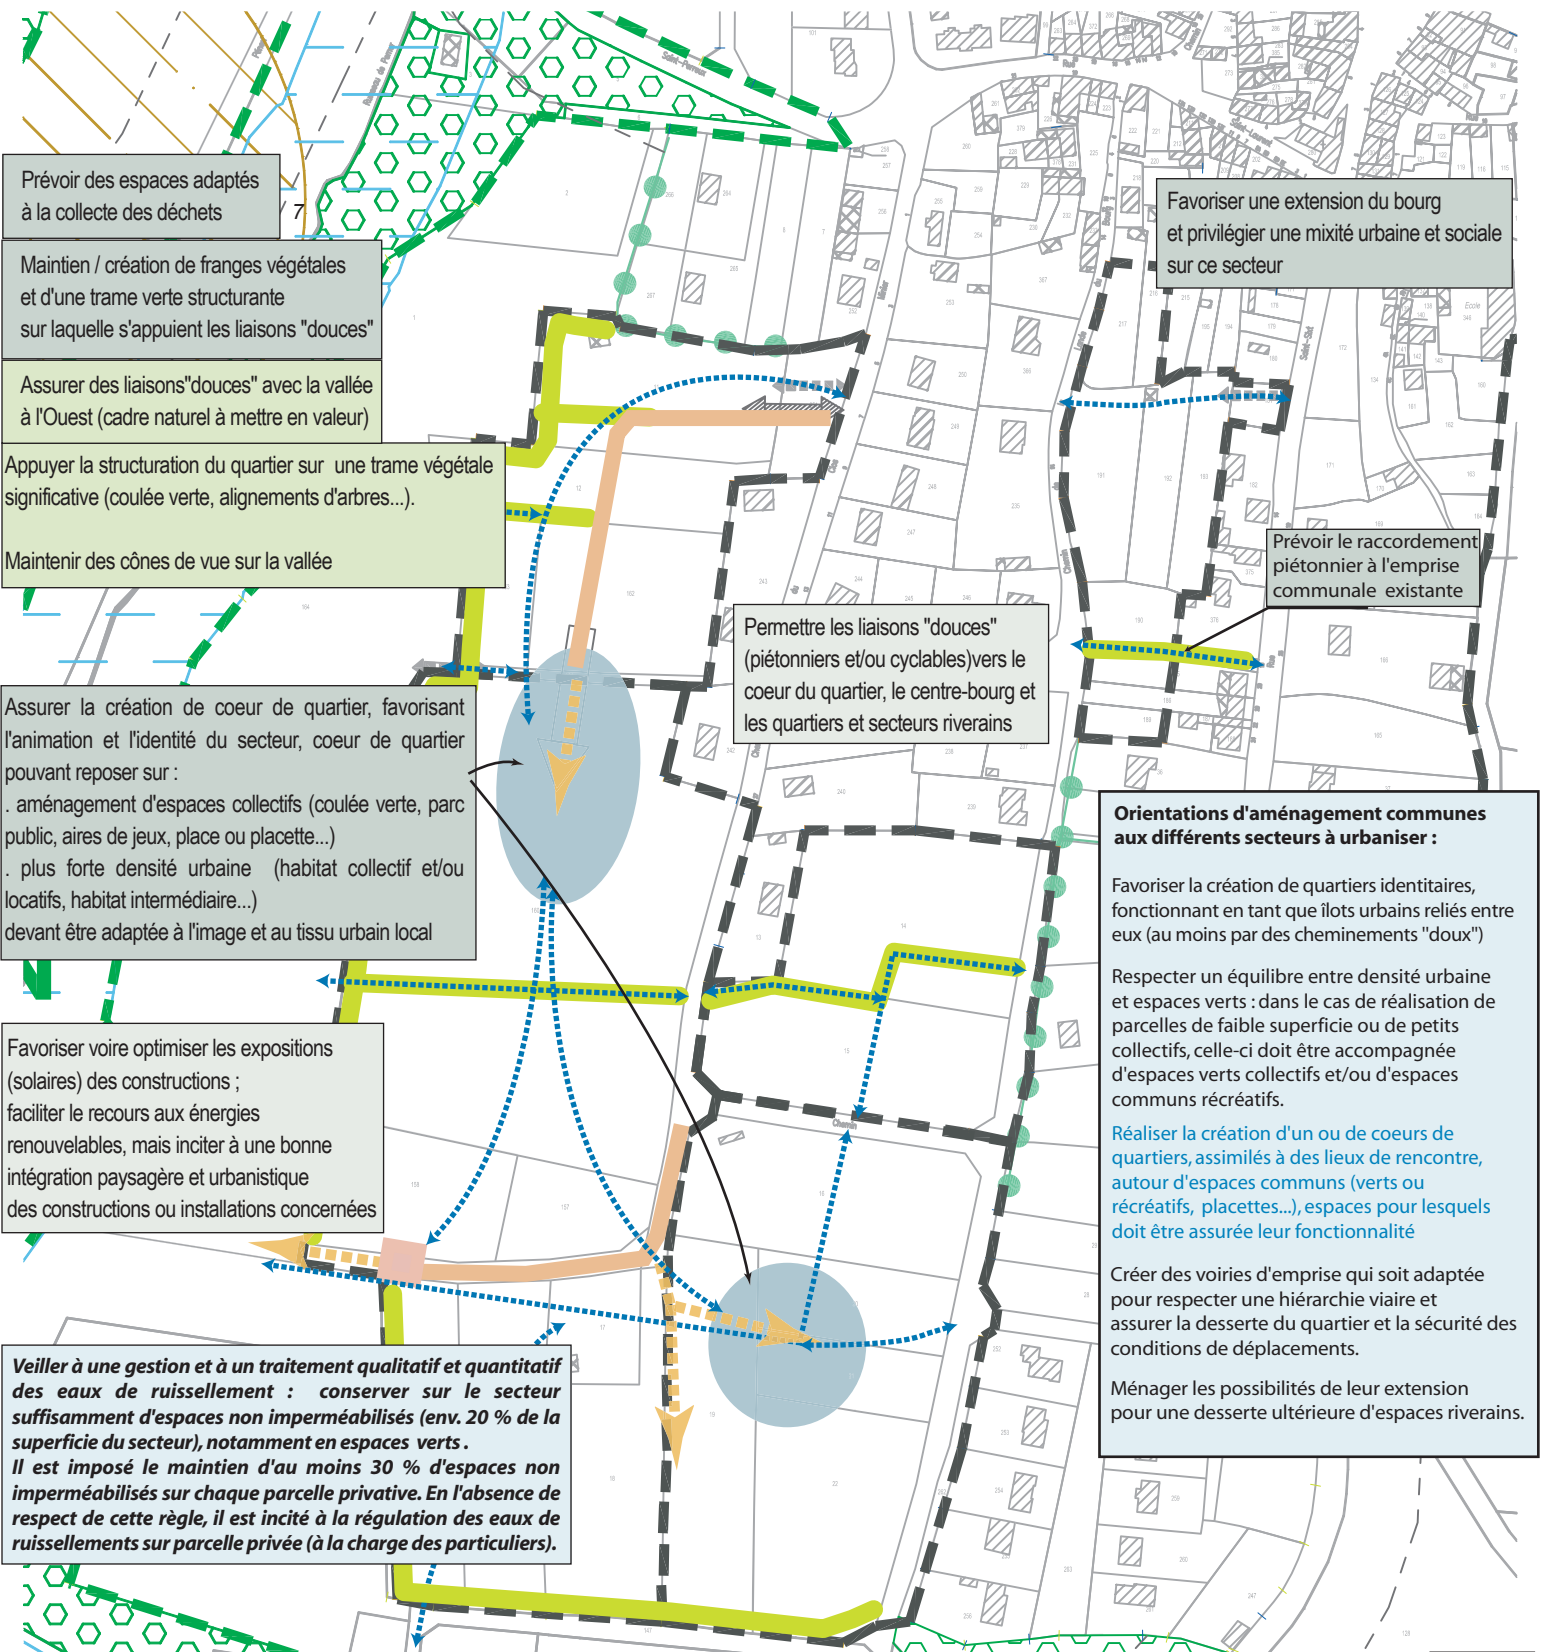 Prévoir des espaces adaptés
à la collecte des déchets
7
Maintien / création de franges végétales
et d'une trame verte structurante
sur laquelle s'appuient les liaisons "douces"
Assurer des liaisons"douces" avec la vallée
à l'Ouest (cadre naturel à mettre en valeur)
Appuyer la structuration du quartier sur une trame végétale
significative (coulée verte, alignements d'arbres...).
Maintenir des cônes de vue sur la vallée
Favoriser une extension du bourg
et privilégier une mixité urbaine et sociale
sur ce secteur
Prévoir le raccordement
piétonnier à l'emprise
communale existante
Permettre les liaisons "douces"
(piétonniers et/ou cyclables)vers le
coeur du quartier, le centre-bourg et
les quartiers et secteurs riverains
Assurer la création de coeur de quartier, favorisant
l'animation et l'identité du secteur, coeur de quartier
pouvant reposer sur :
. aménagement d'espaces collectifs (coulée verte, parc
public, aires de jeux, place ou placette...)
. plus forte densité urbaine (habitat collectif et/ou
locatifs, habitat intermédiaire...)
devant être adaptée à l'image et au tissu urbain local
Favoriser voire optimiser les expositions
(solaires) des constructions ;
faciliter le recours aux énergies
renouvelables, mais inciter à une bonne
intégration paysagère et urbanistique
des constructions ou installations concernées
Veiller à une gestion et à un traitement qualitatif et quantitatif
des eaux de ruissellement : conserver sur le secteur
suffisamment d'espaces non imperméabilisés (env. 20 % de la
superficie du secteur), notamment en espaces verts .
Il est imposé le maintien d'au moins 30 % d'espaces non
imperméabilisés sur chaque parcelle privative. En l'absence de
respect de cette règle, il est incité à la régulation des eaux de
ruissellements sur parcelle privée (à la charge des particuliers).
Orientations d'aménagement communes
aux différents secteurs à urbaniser :
Favoriser la création de quartiers identitaires,
fonctionnant en tant que îlots urbains reliés entre
eux (au moins par des cheminements "doux")
Respecter un équilibre entre densité urbaine
et espaces verts : dans le cas de réalisation de
parcelles de faible superficie ou de petits
collectifs, celle-ci doit être accompagnée
d'espaces verts collectifs et/ou d'espaces
communs récréatifs.
Réaliser la création d'un ou de coeurs de
quartiers, assimilés à des lieux de rencontre,
autour d'espaces communs (verts ou
récréatifs, placettes...), espaces pour lesquels
doit être assurée leur fonctionnalité
Créer des voiries d'emprise qui soit adaptée
pour respecter une hiérarchie viaire et
assurer la desserte du quartier et la sécurité des
conditions de déplacements.
Ménager les possibilités de leur extension
pour une desserte ultérieure d'espaces riverains.
Chemin
Chemin
Ecole
Rue